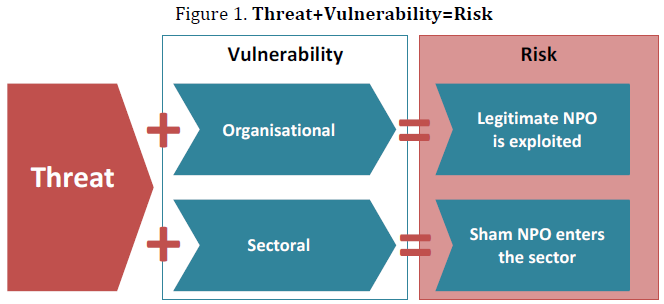 Figure 1. Threat+Vulnerability=Risk
Vulnerability
Risk
Threat
+
Organisational
=
Legitimate NPO
is exploited
+
Sectoral
=
Sham NPO enters
the sector